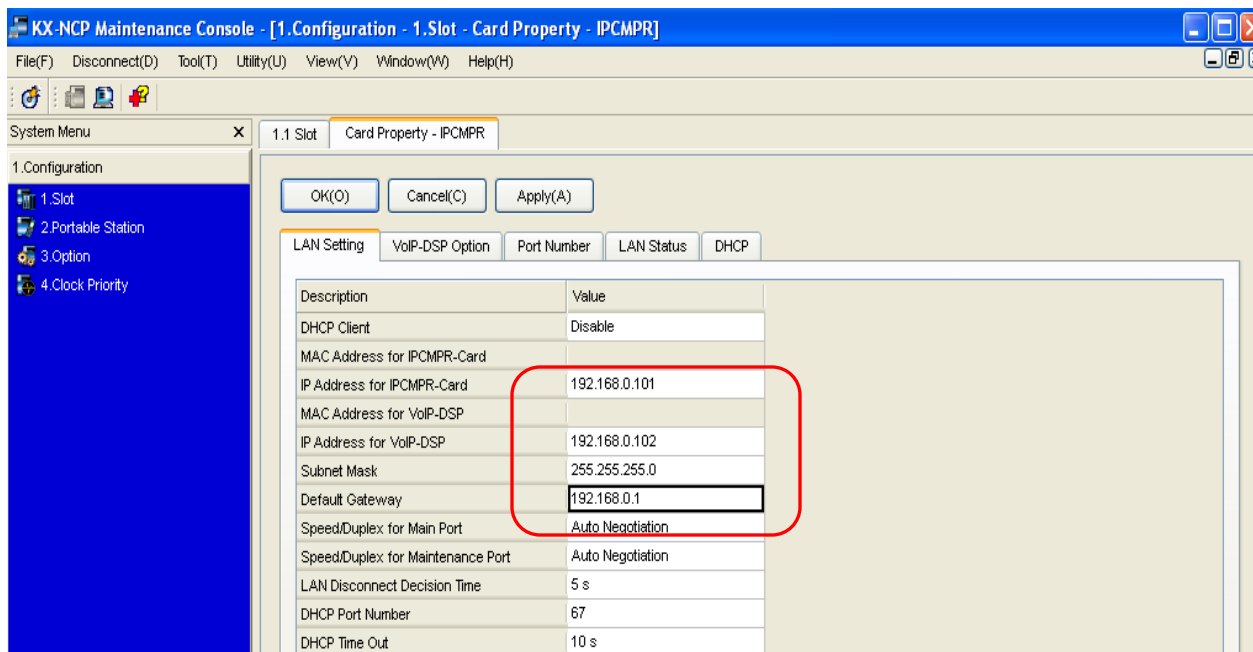 KX-NCP Maintenance Console - [1.Configuration - 1.Slot - Card Property - IPCMPR]
File(F) Disconnect(D) Tool(T) Utility(U) View(V) Window(W) Help(H)
System Menu X 1.1 Slot Card Property - IPCMPR
1.Configuration
1.Slot
2.Portable Station
3.Option
4.Clock Priority
OK(O) Cancel(C) Apply(A)
LAN Setting VoIP-DSP Option Port Number LAN Status DHCP
Description Value
DHCP Client Disable
MAC Address for IPCMPR-Card
IP Address for IPCMPR-Card 192.168.0.101
MAC Address for VoIP-DSP
IP Address for VoIP-DSP 192.168.0.102
Subnet Mask 255.255.255.0
Default Gateway 192.168.0.1
Speed/Duplex for Main Port Auto Negotiation
Speed/Duplex for Maintenance Port Auto Negotiation
LAN Disconnect Decision Time 5 s
DHCP Port Number 67
DHCP Time Out 10 s